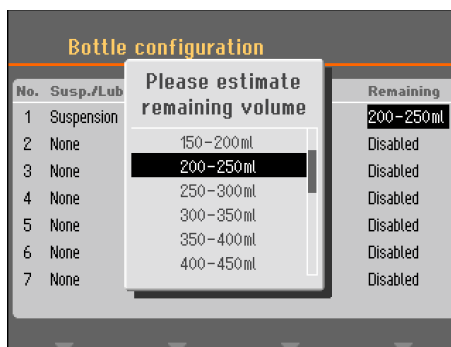 Bottle configuration
No. Susp./Lub Remaining
Please estimate
remaining volume
1 Suspension 200-250ml
2 None 150-200ml Disabled
3 None 200-250ml Disabled
4 None 250-300ml Disabled
5 None 300-350ml Disabled
6 None 350-400ml Disabled
7 None 400-450ml Disabled